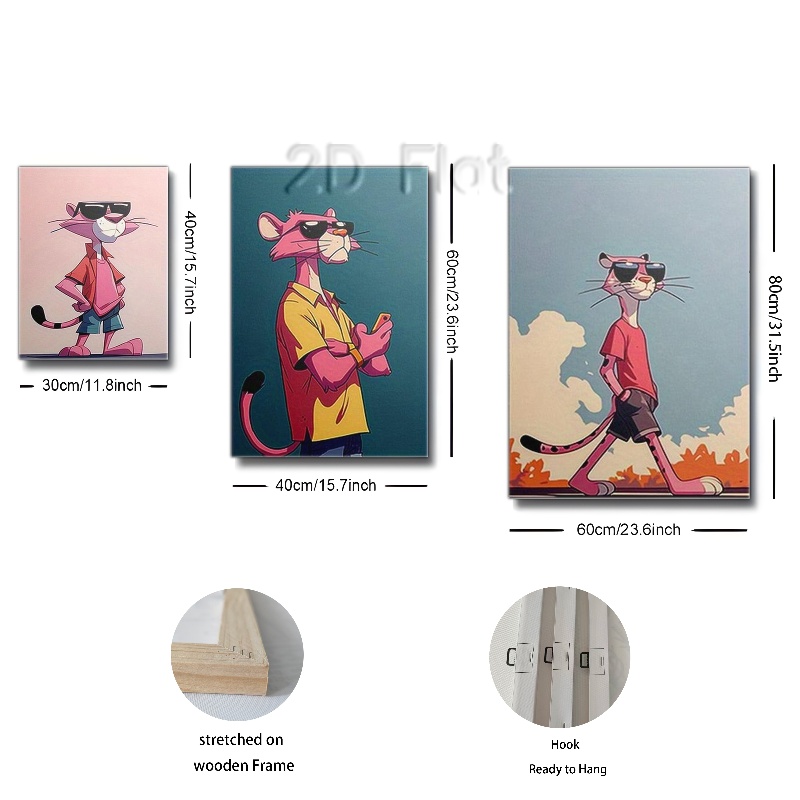 2D Flat
40cm/15.7inch
30cm/11.8inch
60cm/23.6inch
40cm/15.7inch
80cm/31.5inch
60cm/23.6inch
stretched on
wooden Frame
Hook
Ready to Hang